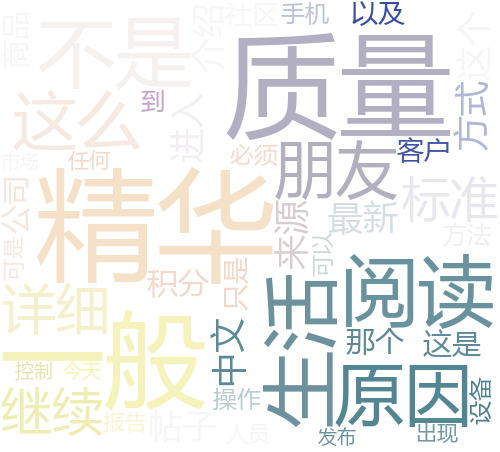 商品
介绍
社区
手机
以及
这个
不是
质量
这么
到
进入
方式
市场
任何
必须
朋友
客户
公司
精华
来源
最新
标准
可是
积分
只是
可以
方法
详细
阅读
一般
中文
生活
那个
这是
控制
今天
继续
报告
帖子
操作
人员
原因
设备
发布
出现